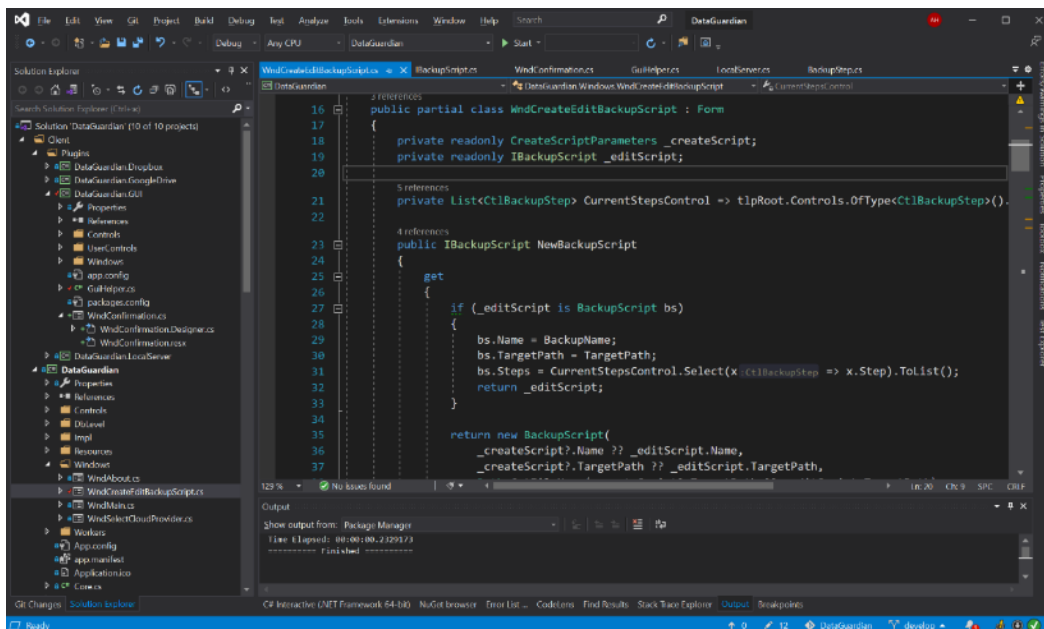 File Edit View Git Project Build Debug Test Analyze Tools Extensions Window Help Search DataGuardian AH
Debug Any CPU DataGuardian Start
Solution Explorer
Search Solution Explorer (Ctrl+ж)
Solution 'DataGuardian' (10 of 10 projects)
Client
Plugins
DataGuardian.Dropbox
DataGuardian.GoogleDrive
DataGuardian.GUI
Properties
References
Controls
UserControls
Windows
app.config
GuiHelper.cs
packages.config
WndConfirmation.cs
WndConfirmation.Designer.cs
WndConfirmation.resx
DataGuardian.LocalServer
DataGuardian
Properties
References
Controls
DbLevel
Impl
Resources
Windows
WndAbout.cs
WndCreateEditBackupScript.cs
WndMain.cs
WndSelectCloudProvider.cs
Workers
App.config
app.manifest
Application.ico
Core.cs
Git Changes Solution Explorer
WndCreateEditBackupScript.cs IBackupScript.cs WndConfirmation.cs GuiHelper.cs LocalServer.cs BackupStep.cs
DataGuardian DataGuardian.Windows.WndCreateEditBackupScript CurrentStepsControl
3 references
16 public partial class WndCreateEditBackupScript : Form
17 {
18 private readonly CreateScriptParameters _createScript;
19 private readonly IBackupScript _editScript;
20
5 references
21 private List<CtlBackupStep> CurrentStepsControl => tlpRoot.Controls.OfType<CtlBackupStep>().
22
4 references
23 public IBackupScript NewBackupScript
24 {
25 get
26 {
27 if (_editScript is BackupScript bs)
28 {
29 bs.Name = BackupName;
30 bs.TargetPath = TargetPath;
31 bs.Steps = CurrentStepsControl.Select(x :CtlBackupStep => x.Step).ToList();
32 return _editScript;
33 }
34
35 return new BackupScript(
36 _createScript?.Name ?? _editScript.Name,
37 _createScript?.TargetPath ?? _editScript.TargetPath,
129 % No issues found Ln: 20 Ch: 9 SPC CRLF
Output
Show output from: Package Manager
Time Elapsed: 00:00:00.2329173
========== Finished ==========
C# Interactive (.NET Framework 64-bit) NuGet browser Error List ... CodeLens Find Results Stack Trace Explorer Output Breakpoints
Ready 0 12 DataGuardian develop
Properties
Notifications